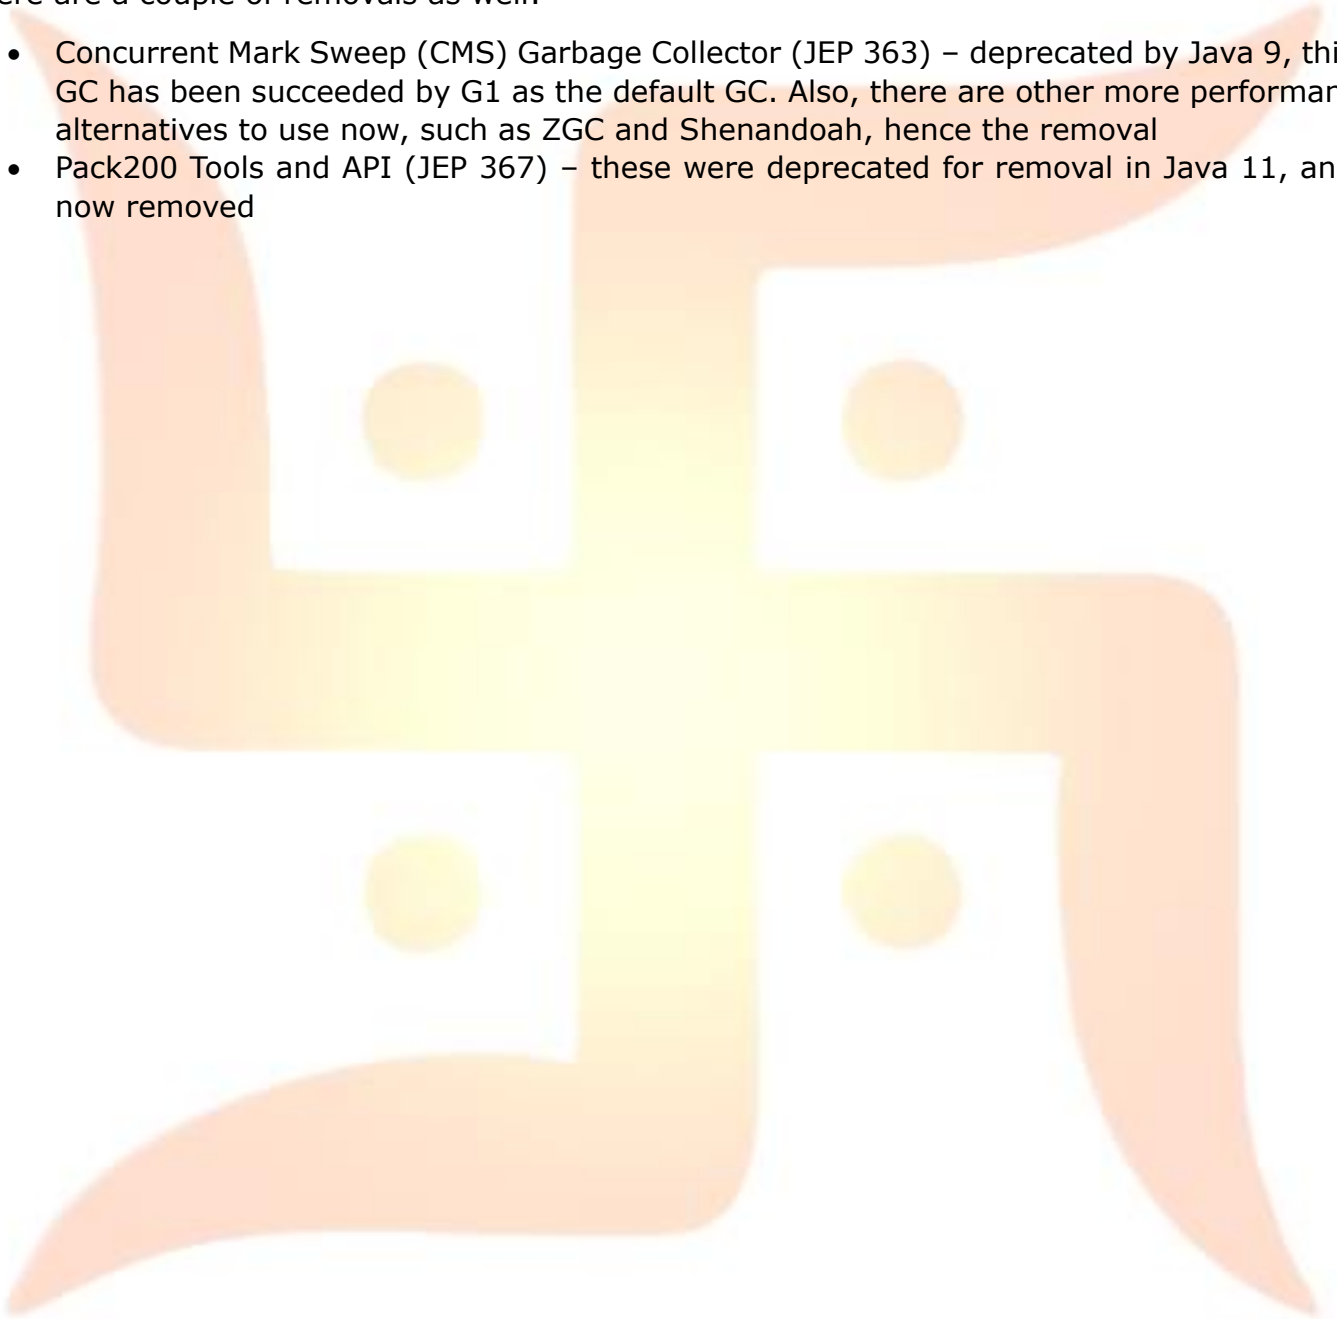 ere are a couple of removals as well.
• Concurrent Mark Sweep (CMS) Garbage Collector (JEP 363) – deprecated by Java 9, thi
GC has been succeeded by G1 as the default GC. Also, there are other more performan
alternatives to use now, such as ZGC and Shenandoah, hence the removal
• Pack200 Tools and API (JEP 367) – these were deprecated for removal in Java 11, an
now removed